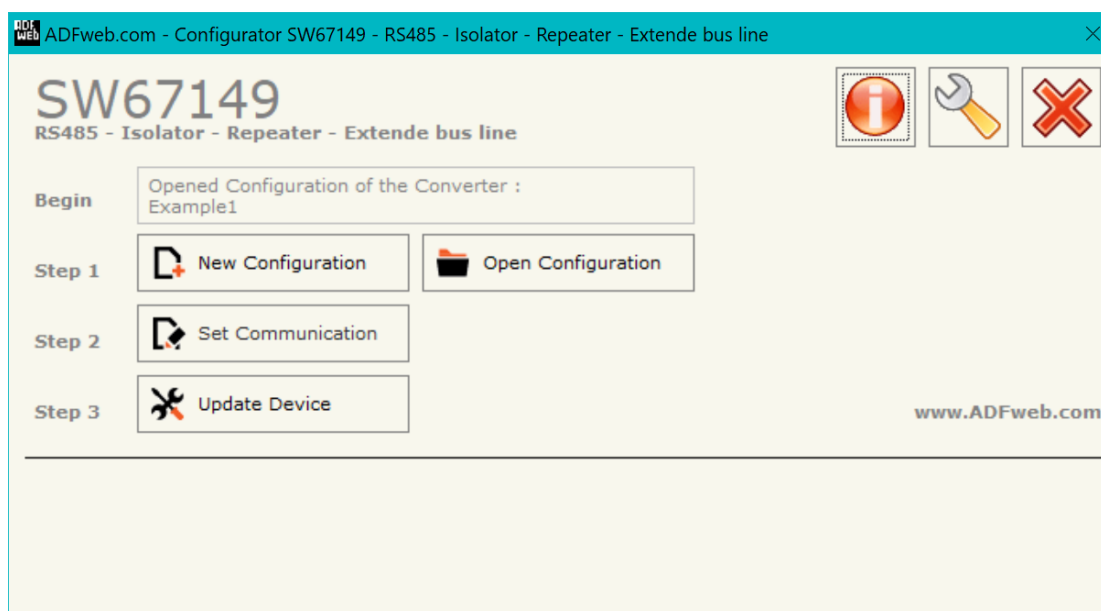 ADF
WEB ADFweb.com - Configurator SW67149 - RS485 - Isolator - Repeater - Extende bus line
SW67149
RS485 - Isolator - Repeater - Extende bus line
Begin
Opened Configuration of the Converter :
Example1
Step 1
New Configuration
Open Configuration
Step 2
Set Communication
Step 3
Update Device
www.ADFweb.com